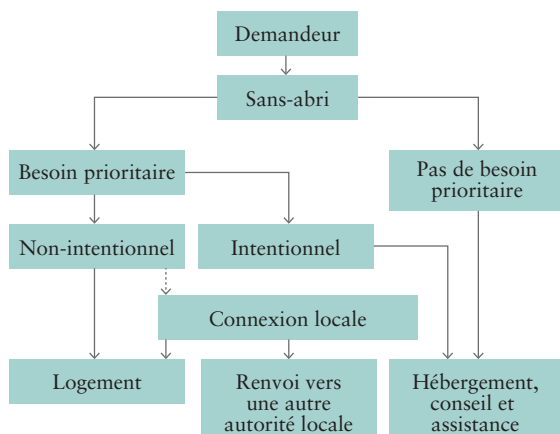 Demandeur
Sans-abri
Besoin prioritaire
Pas de besoin
prioritaire
Non-intentionnel
Intentionnel
Connexion locale
Logement
Renvoi vers
une autre
autorité locale
Hébergement,
conseil et
assistance